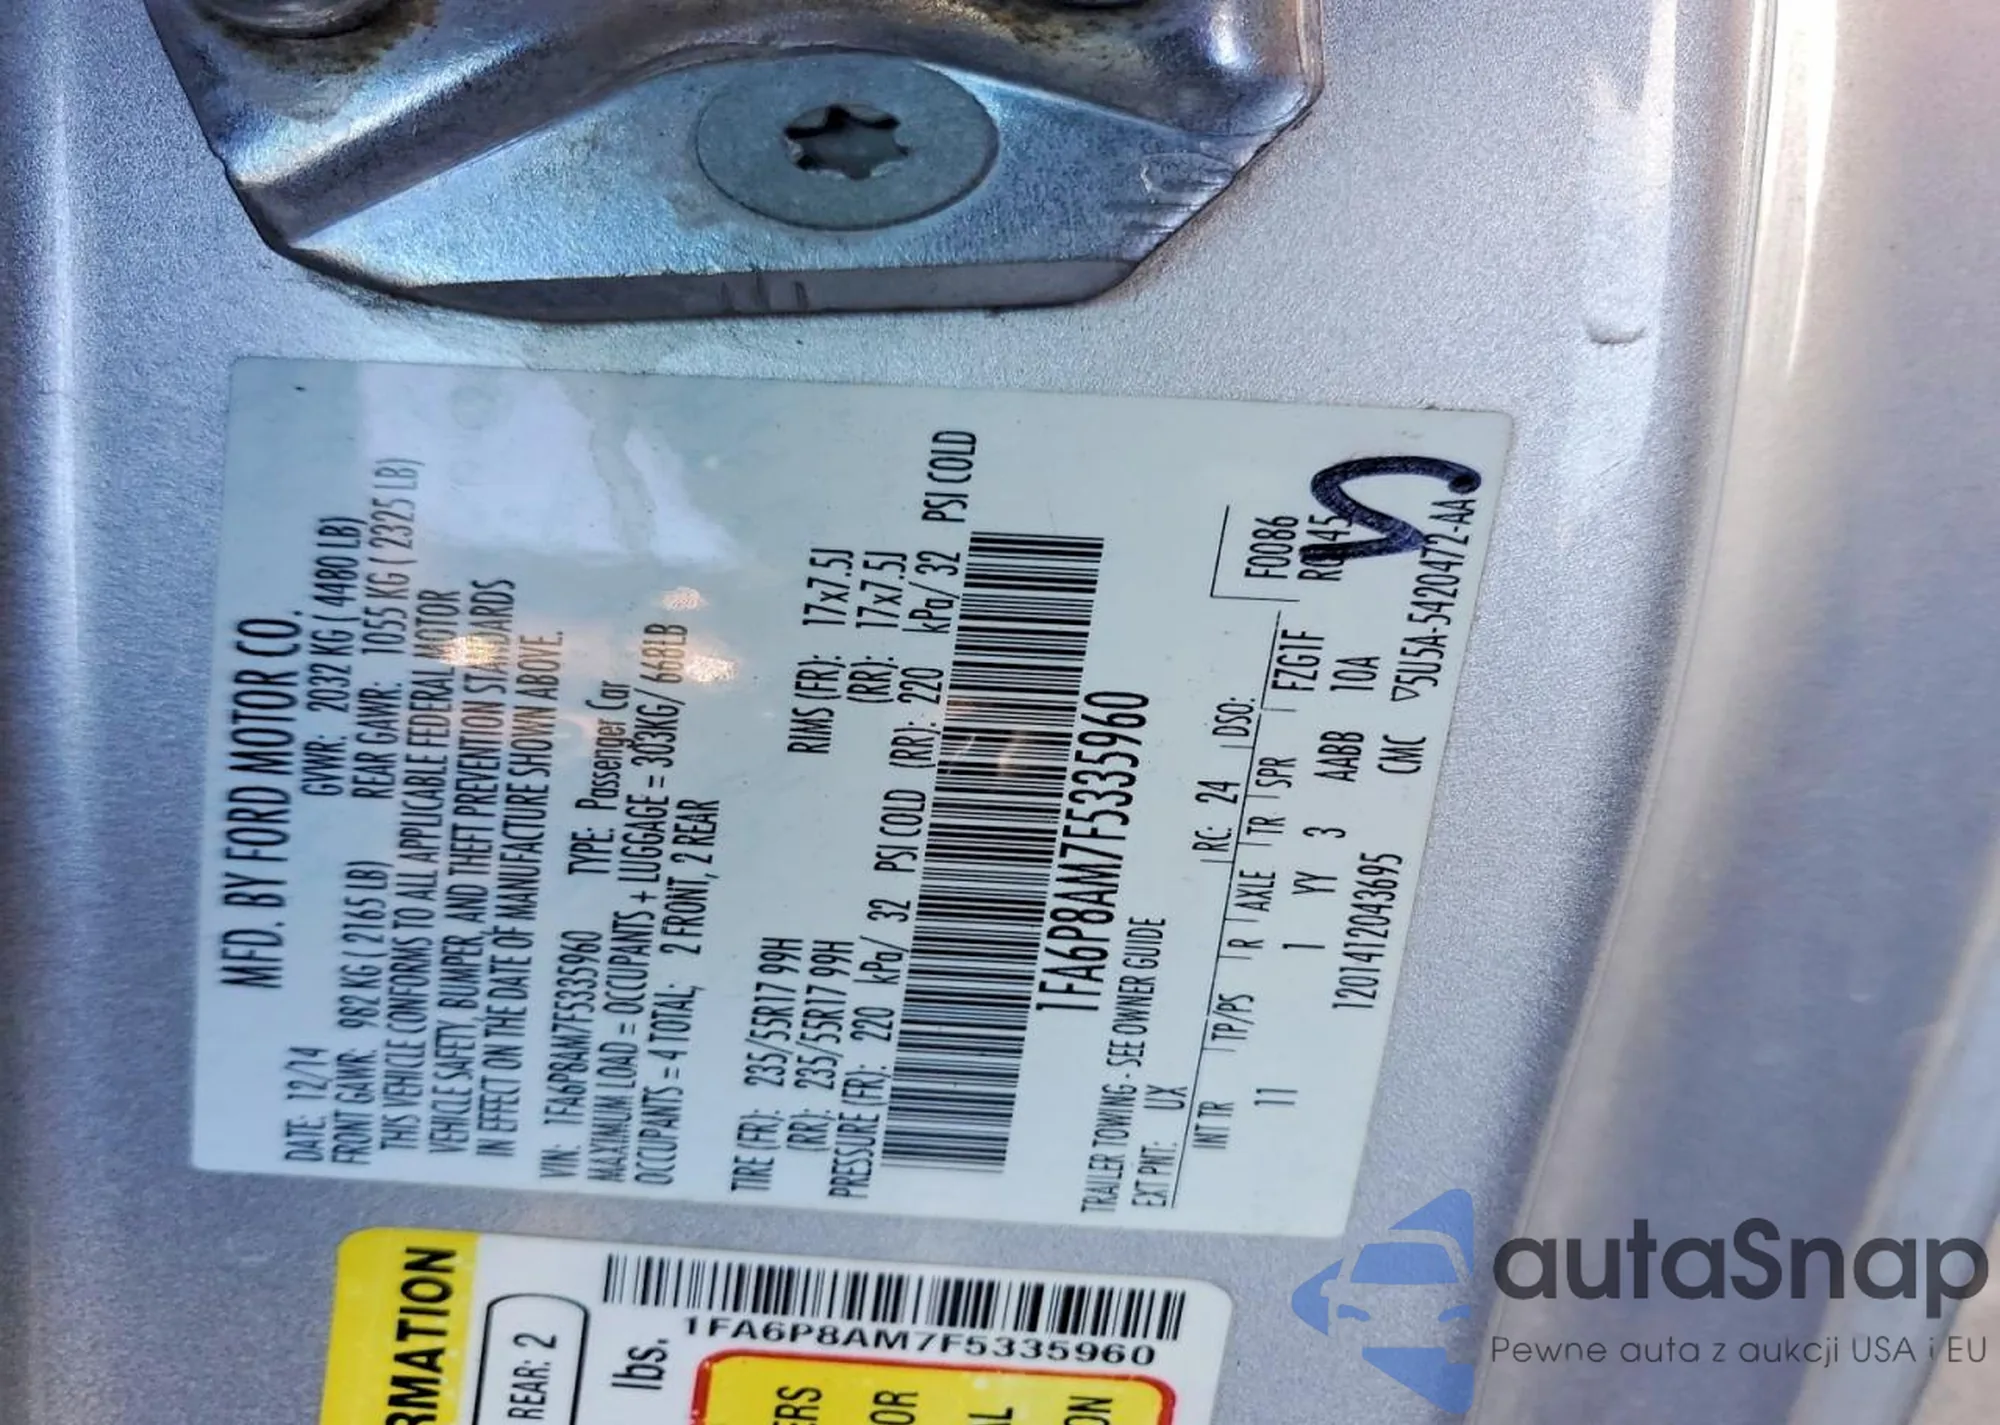 MFD. BY FORD MOTOR CO.
DATE: 12/14 GVWR: 2032 KG ( 4480 LB)
FRONT GAWR: 982 KG ( 2165 LB) REAR GAWR: 1055 KG ( 2325 LB)
THIS VEHICLE CONFORMS TO ALL APPLICABLE FEDERAL MOTOR
VEHICLE SAFETY, BUMPER, AND THEFT PREVENTION STANDARDS
IN EFFECT ON THE DATE OF MANUFACTURE SHOWN ABOVE.
VIN: 1FA6P8AM7F5335960 TYPE: Passenger Car
MAXIMUM LOAD = OCCUPANTS + LUGGAGE = 303KG/ 668LB
OCCUPANTS = 4 TOTAL; 2 FRONT, 2 REAR
TIRE (FR): 235/55R17 99H RIMS (FR): 17x7.5J
(RR): 235/55R17 99H (RR): 17x7.5J
PRESSURE (FR): 220 kPa/ 32 PSI COLD (RR): 220 kPa/ 32 PSI COLD
1FA6P8AM7F5335960
TRAILER TOWING - SEE OWNER GUIDE
EXT PNT: UX RC: 24 DSO: F0086
INT TR TP/PS R AXLE TR SPR FZG1F
11 1 YY 3 AABB 10A
1201412043695 CMC ▽5U5A-5420472-AA
RMATION
REAR: 2
lbs.
1FA6P8AM7F5335960
ERS
OR
AL
ON
autaSnap
Pewne auta z aukcji USA i EU